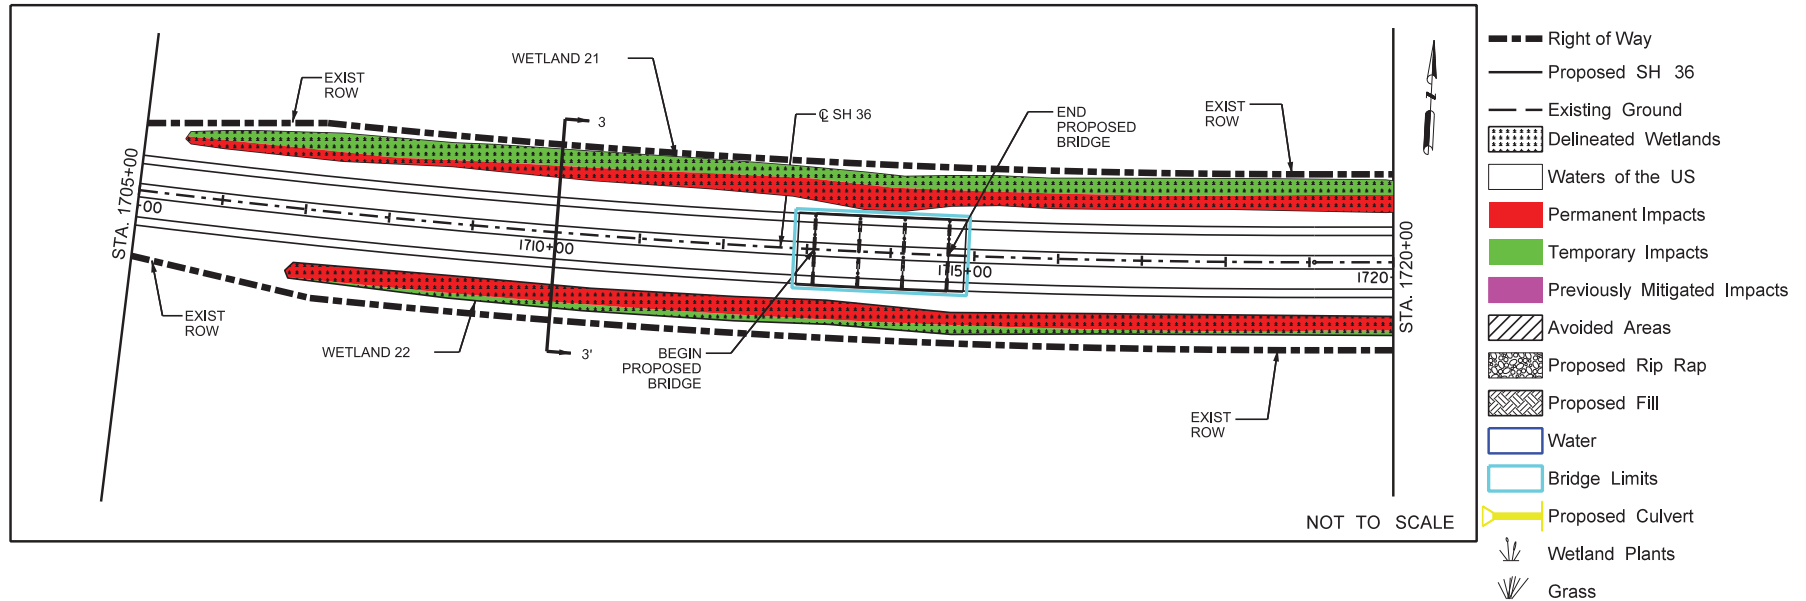 WETLAND 21
EXIST
ROW
3
℄ SH 36
END
PROPOSED
BRIDGE
EXIST
ROW
STA. 1705+00
+00
1710+00
1715+00
1720+
STA. 1720+00
EXIST
ROW
WETLAND 22
3'
BEGIN
PROPOSED
BRIDGE
EXIST
ROW
NOT TO SCALE
Right of Way
Proposed SH 36
Existing Ground
Delineated Wetlands
Waters of the US
Permanent Impacts
Temporary Impacts
Previously Mitigated Impacts
Avoided Areas
Proposed Rip Rap
Proposed Fill
Water
Bridge Limits
Proposed Culvert
Wetland Plants
Grass